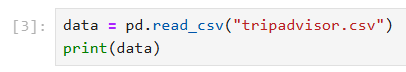 [3]: data = pd.read_csv("tripadvisor.csv")
print(data)